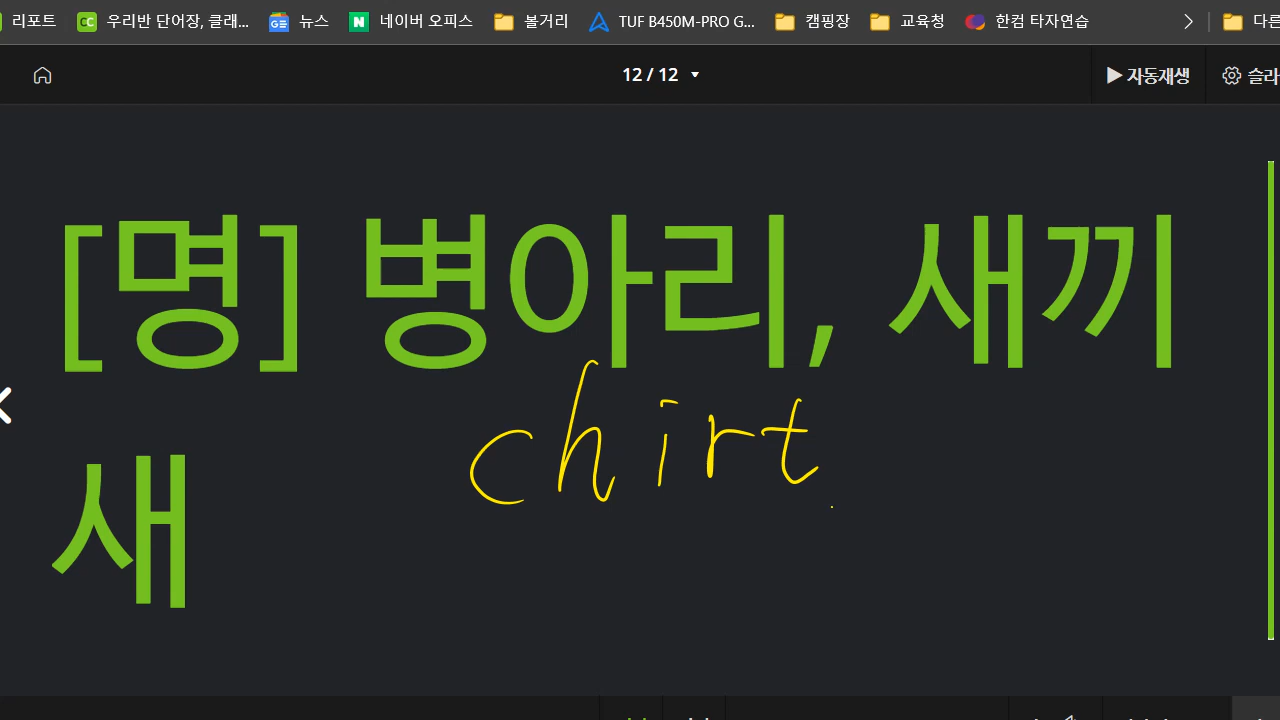 리포트 우리반 단어장, 클래... 뉴스 네이버 오피스 볼거리 TUF B450M-PRO G... 캠핑장 교육청 한컴 타자연습 다른
12 / 12 자동재생 슬라
[명] 병아리, 새끼
chirt
새